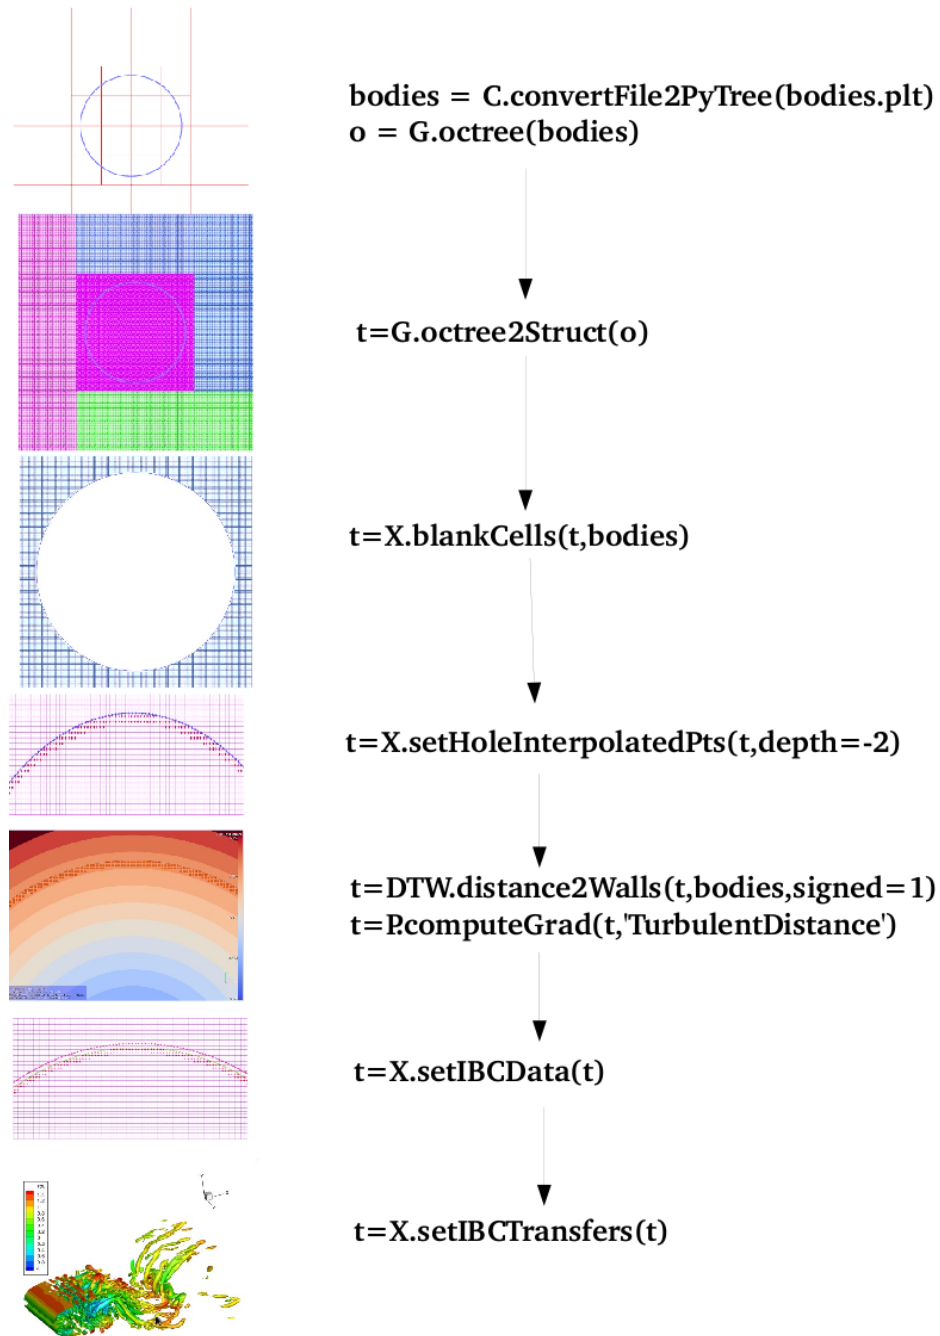 bodies = C.convertFile2PyTree(bodies.plt)
o = G.octree(bodies)
t=G.octree2Struct(o)
t=X.blankCells(t,bodies)
t=X.setHoleInterpolatedPts(t,depth=-2)
t=DTW.distance2Walls(t,bodies,signed=1)
t=P.computeGrad(t,'TurbulentDistance')
t=X.setIBCData(t)
t=X.setIBCTransfers(t)